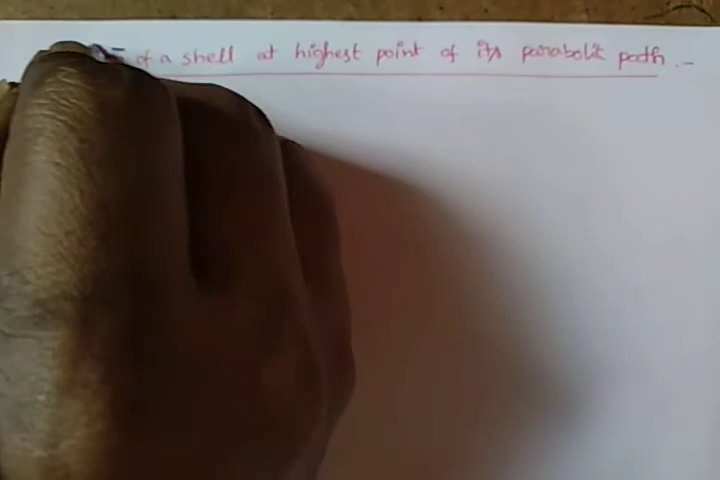 of a shell at highest point of its parabolic path .-